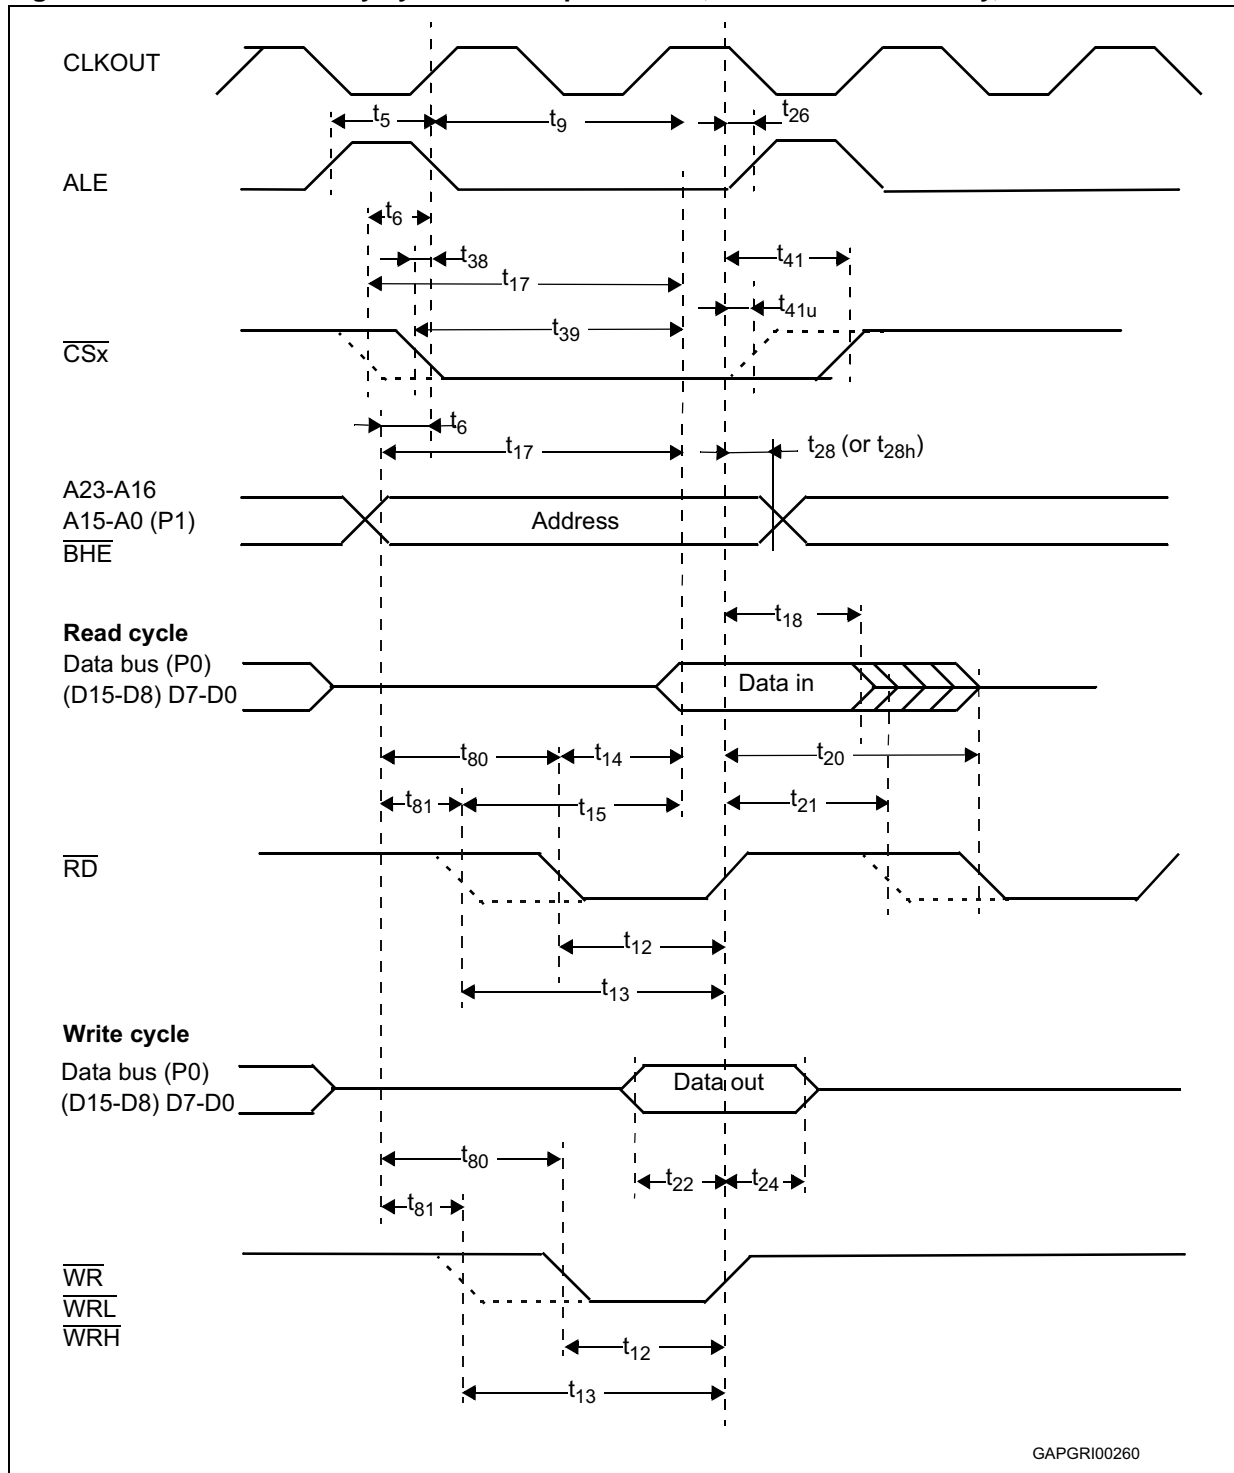 CLKOUT
t5
t9
t26
ALE
t6
t38
t41
t17
t41u
t39
CSx
t6
t17
t28 (or t28h)
A23-A16
A15-A0 (P1)
Address
BHE
t18
Read cycle
Data bus (P0)
Data in
(D15-D8) D7-D0
t80
t14
t20
t81
t15
t21
RD
t12
t13
Write cycle
Data bus (P0)
Data out
(D15-D8) D7-D0
t80
t22
t24
t81
WR
WRL
WRH
t12
t13
GAPGRI00260